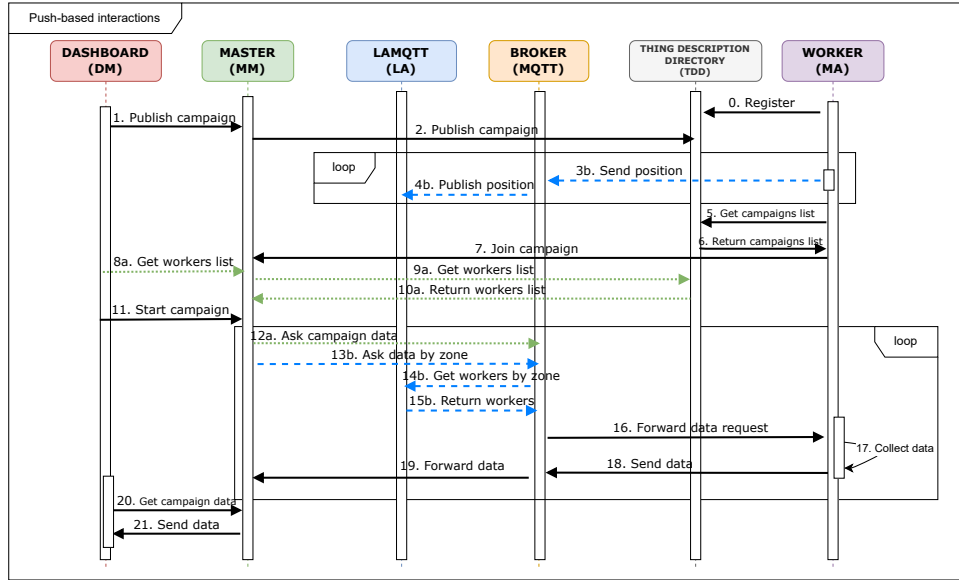 Push-based interactions
DASHBOARD
(DM)
MASTER
(MM)
LAMQTT
(LA)
BROKER
(MQTT)
THING DESCRIPTION
DIRECTORY
(TDD)
WORKER
(MA)
0. Register
1. Publish campaign
2. Publish campaign
loop
3b. Send position
4b. Publish position
5. Get campaigns list
6. Return campaigns list
7. Join campaign
8a. Get workers list
9a. Get workers list
10a. Return workers list
11. Start campaign
loop
12a. Ask campaign data
13b. Ask data by zone
14b. Get workers by zone
15b. Return workers
16. Forward data request
17. Collect data
18. Send data
19. Forward data
20. Get campaign data
21. Send data